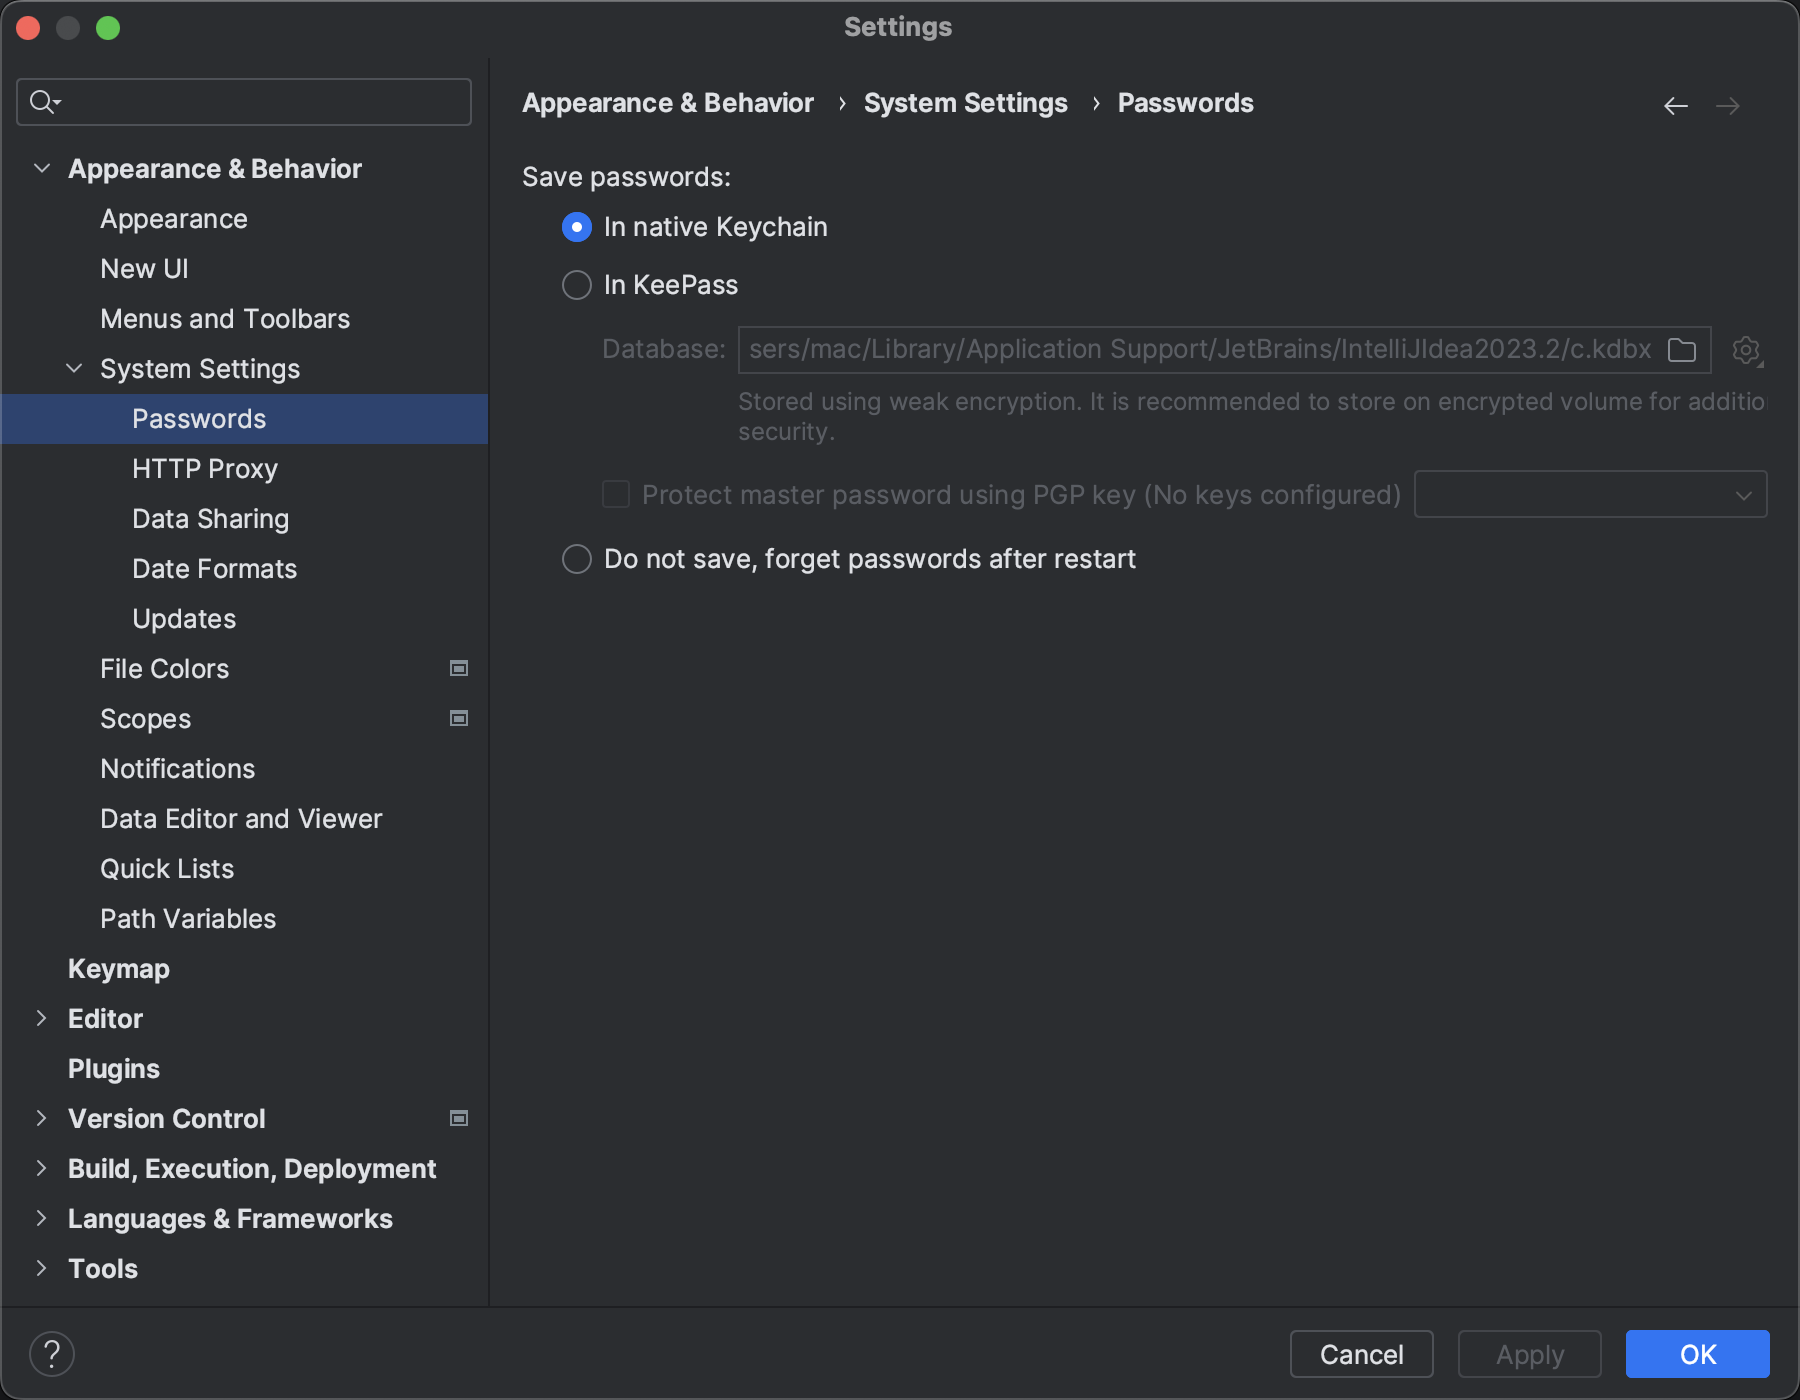 Settings
Appearance & Behavior
Appearance
New UI
Menus and Toolbars
System Settings
Passwords
HTTP Proxy
Data Sharing
Date Formats
Updates
File Colors
Scopes
Notifications
Data Editor and Viewer
Quick Lists
Path Variables
Keymap
Editor
Plugins
Version Control
Build, Execution, Deployment
Languages & Frameworks
Tools
Appearance & Behavior › System Settings › Passwords
Save passwords:
In native Keychain
In KeePass
Database: sers/mac/Library/Application Support/JetBrains/IntelliJIdea2023.2/c.kdbx
Stored using weak encryption. It is recommended to store on encrypted volume for additio
security.
Protect master password using PGP key (No keys configured)
Do not save, forget passwords after restart
?
Cancel
Apply
OK